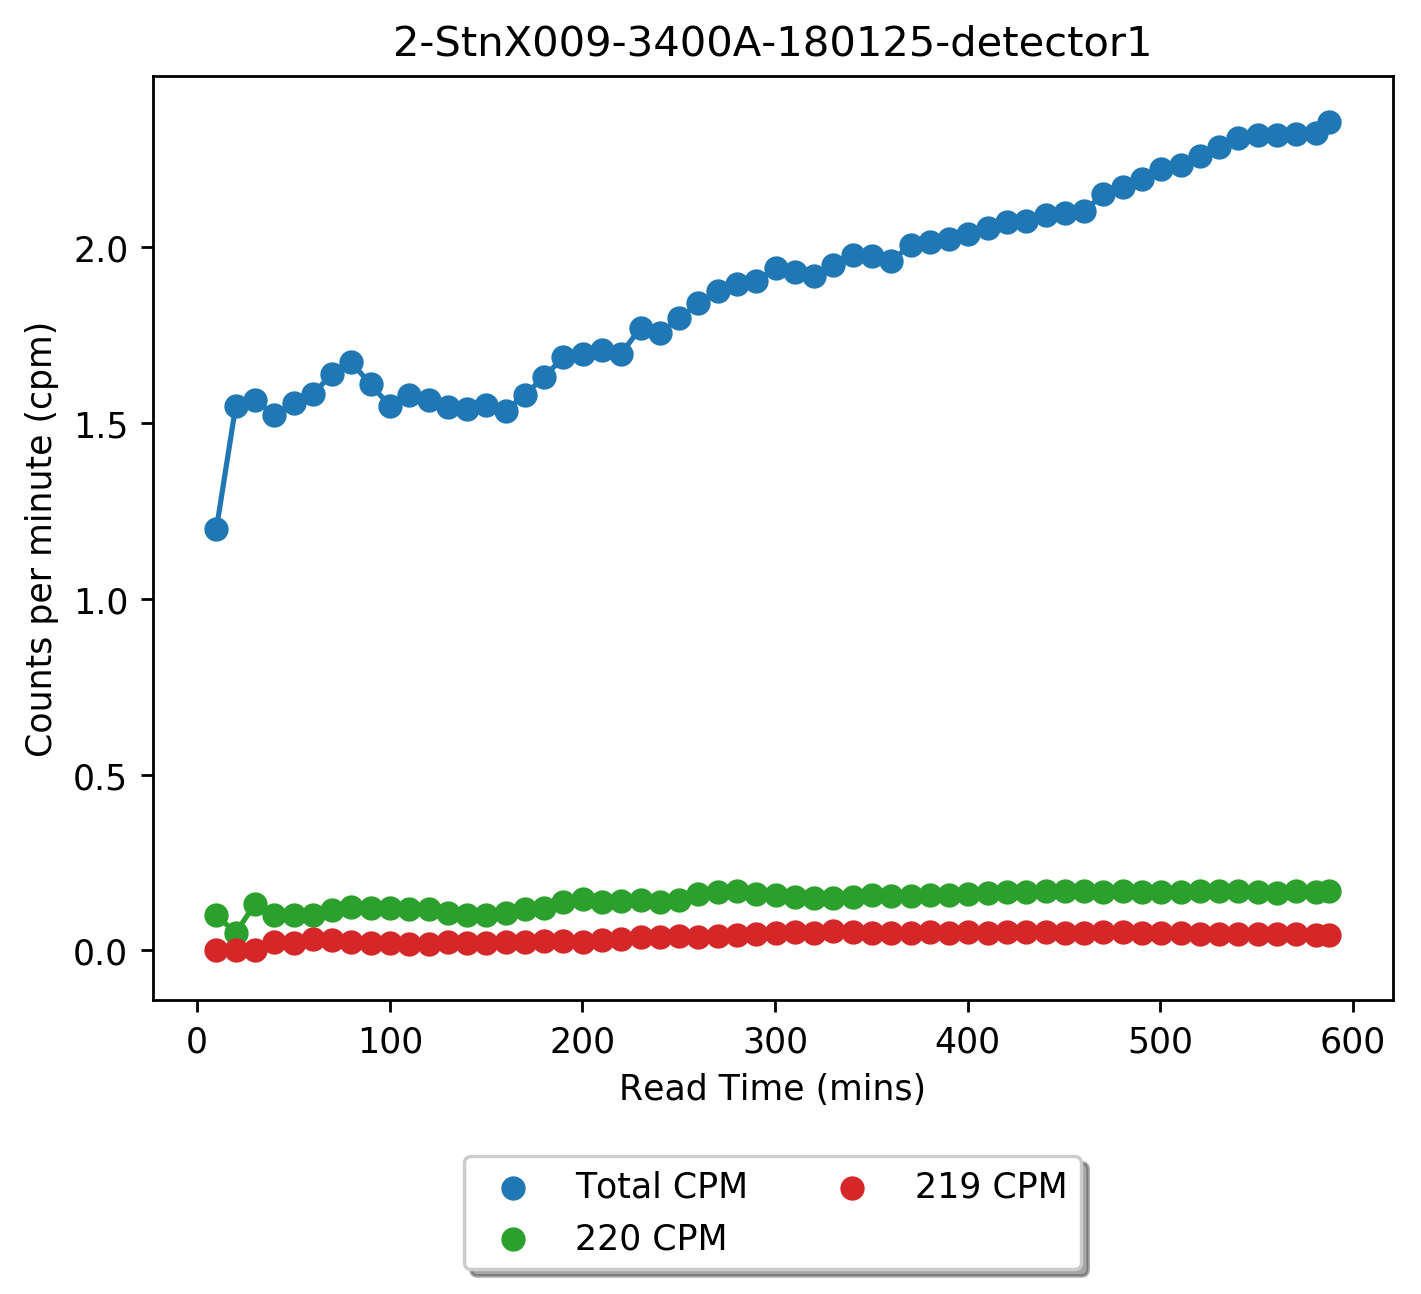 2-StnX009-3400A-180125-detector1
Counts per minute (cpm)
2.0
1.5
1.0
0.5
0.0
0 100 200 300 400 500 600
Read Time (mins)
Total CPM 219 CPM
220 CPM